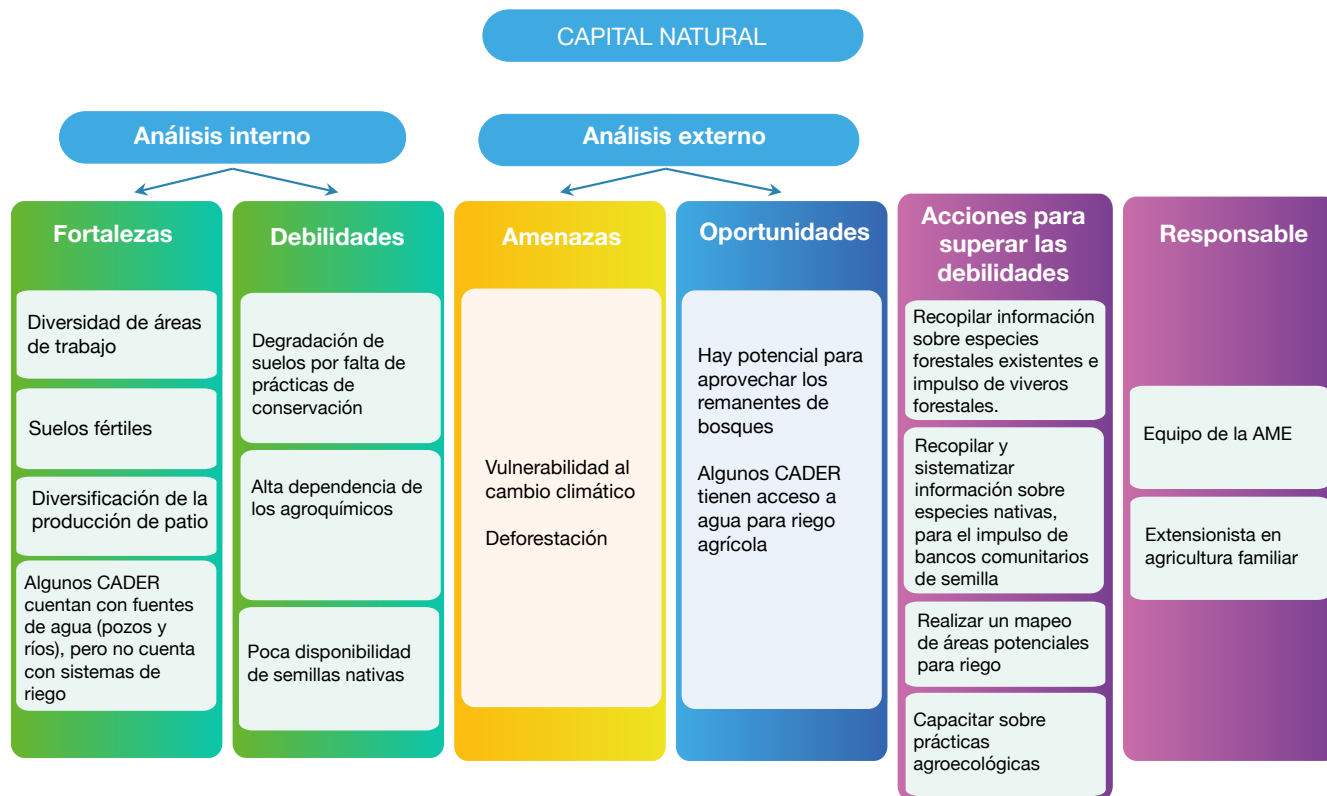 CAPITAL NATURAL
Análisis interno
Análisis externo
Fortalezas
Diversidad de áreas
de trabajo
Suelos fértiles
Diversificación de la
producción de patio
Algunos CADER
cuentan con fuentes
de agua (pozos y
ríos), pero no cuenta
con sistemas de
riego
Debilidades
Degradación de
suelos por falta de
prácticas de
conservación
Alta dependencia de
los agroquímicos
Poca disponibilidad
de semillas nativas
Amenazas
Vulnerabilidad al
cambio climático
Deforestación
Oportunidades
Hay potencial para
aprovechar los
remanentes de
bosques
Algunos CADER
tienen acceso a
agua para riego
agrícola
Acciones para
superar las
debilidades
Recopilar información
sobre especies
forestales existentes e
impulso de viveros
forestales.
Recopilar y
sistematizar
información sobre
especies nativas,
para el impulso de
bancos comunitarios
de semilla
Realizar un mapeo
de áreas potenciales
para riego
Capacitar sobre
prácticas
agroecológicas
Responsable
Equipo de la AME
Extensionista en
agricultura familiar